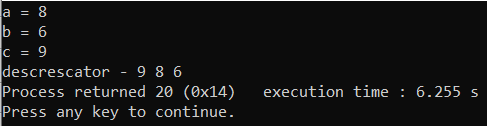 a = 8
b = 6
c = 9
descrescator - 9 8 6
Process returned 20 (0x14)   execution time : 6.255 s
Press any key to continue.